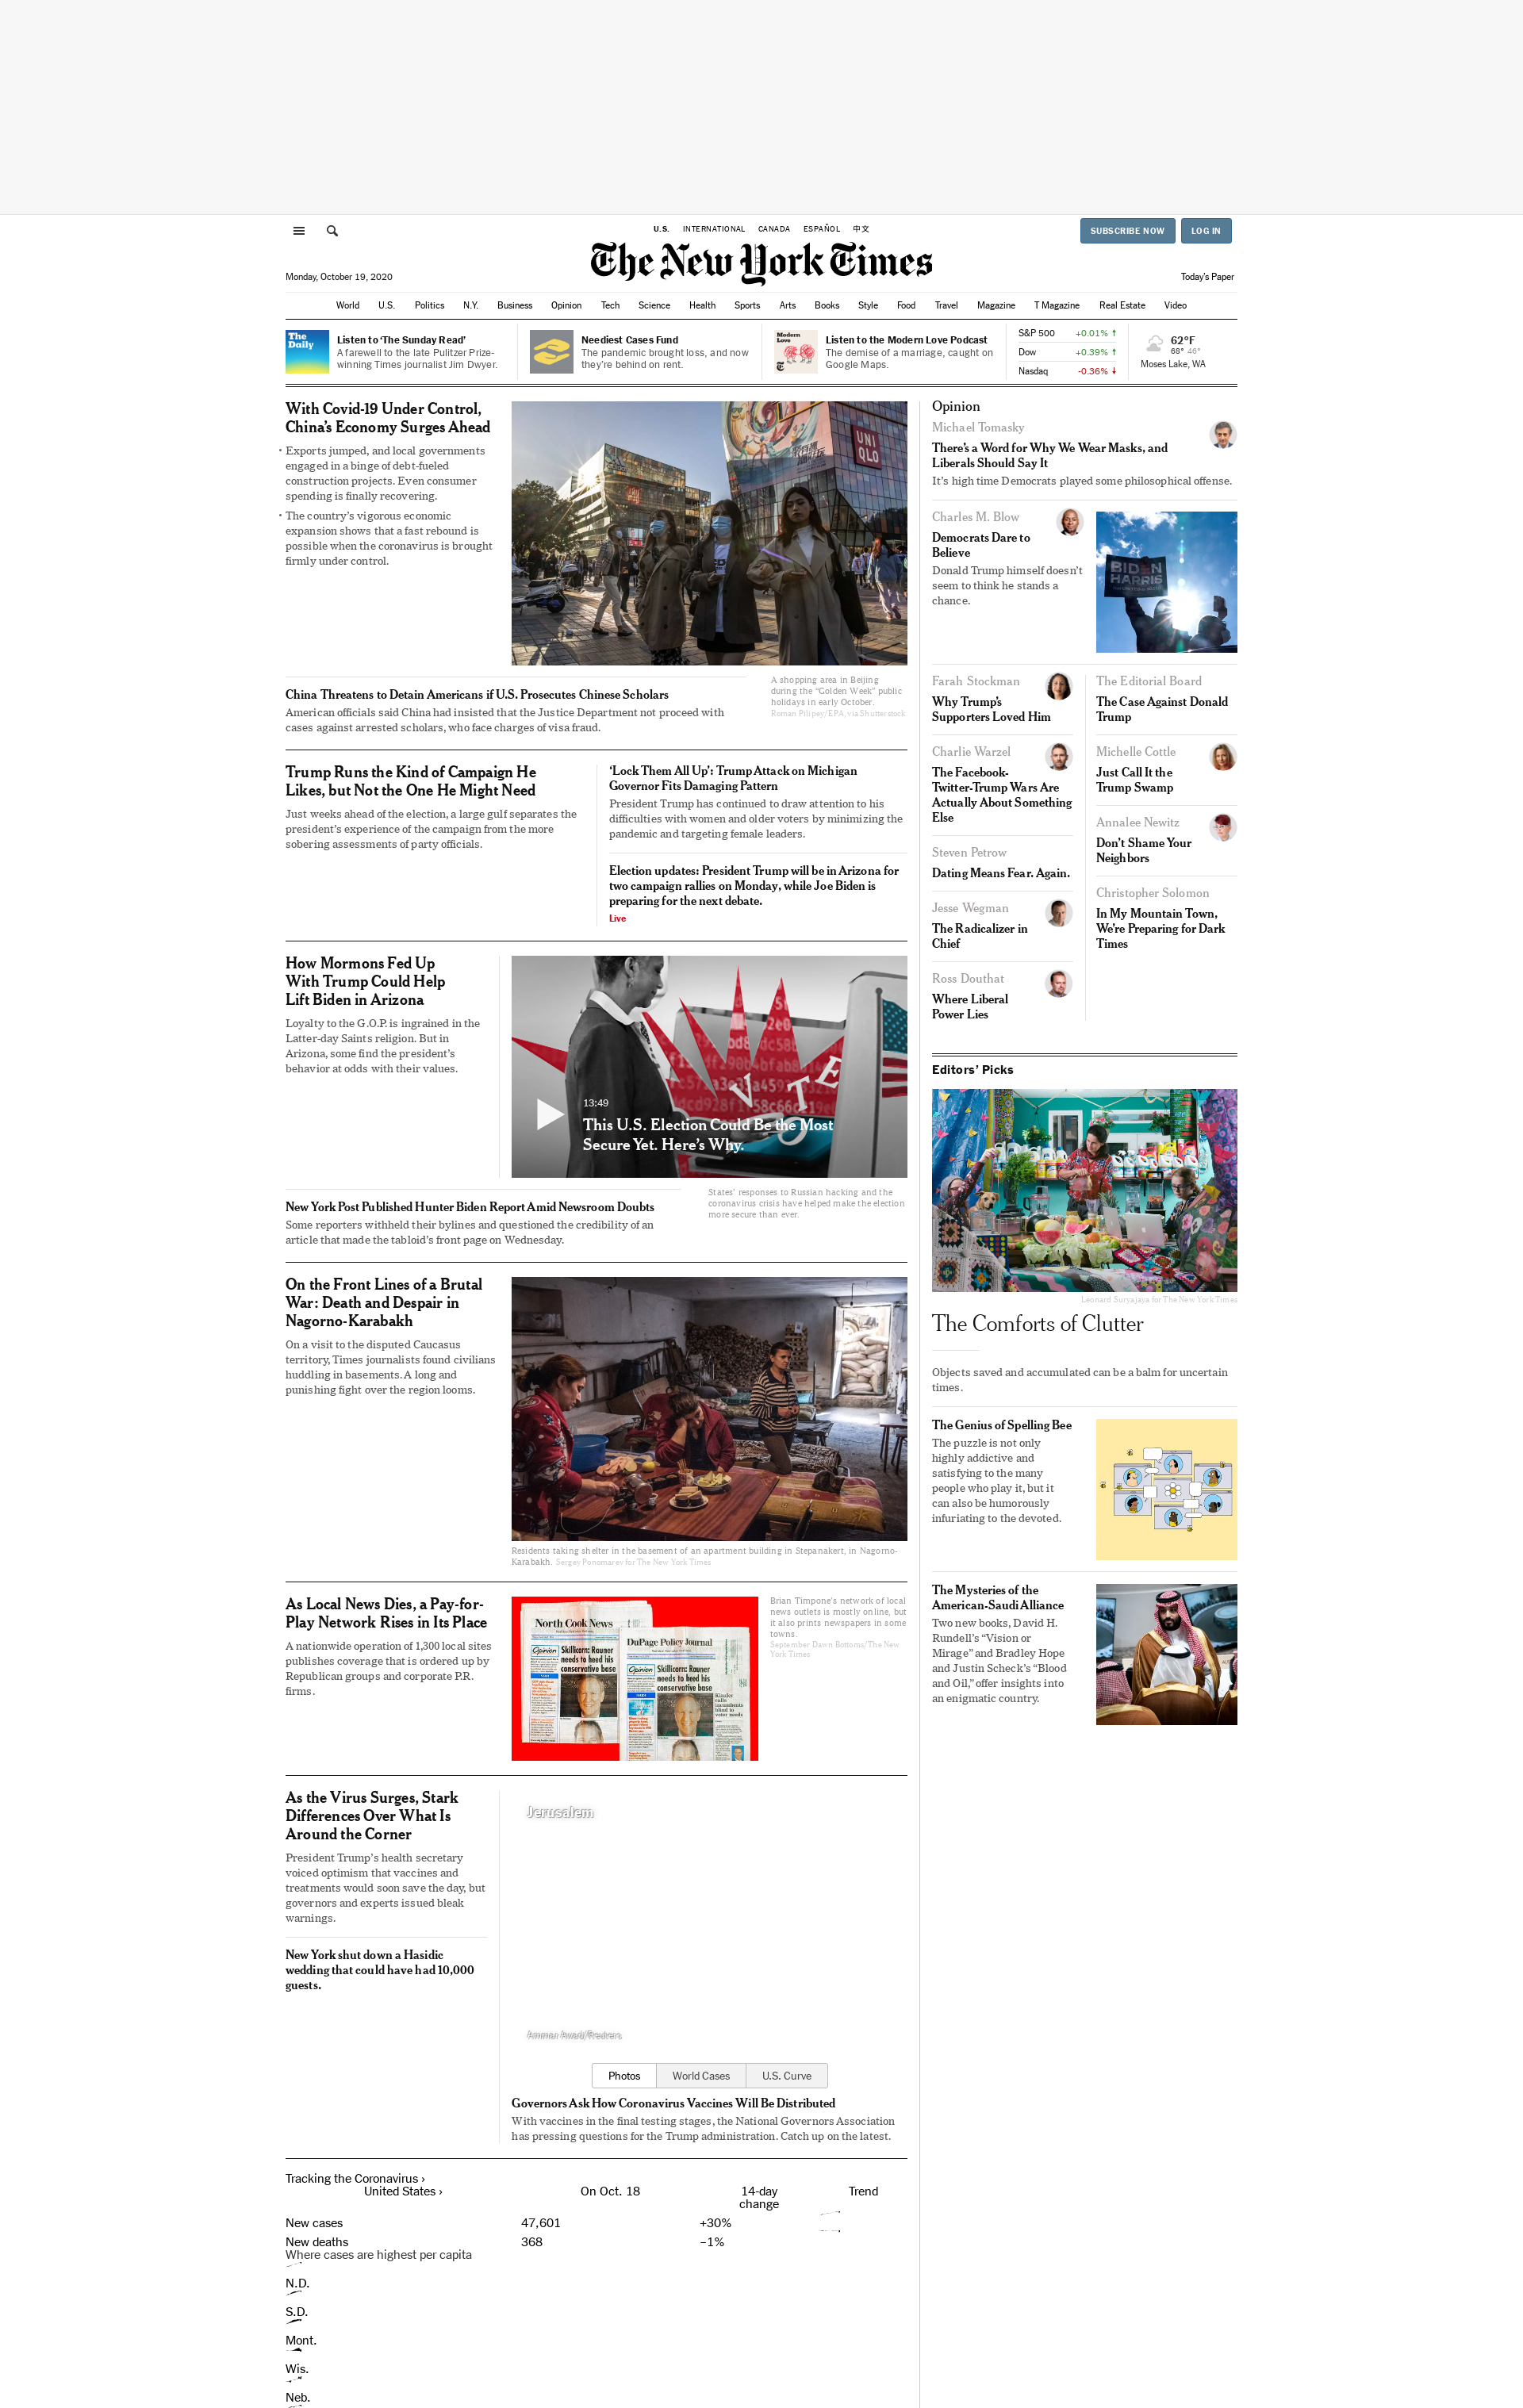 U.S. INTERNATIONAL CANADA ESPAÑOL 中文
SUBSCRIBE NOW LOG IN
The New York Times
Monday, October 19, 2020
Today's Paper
World U.S. Politics N.Y. Business Opinion Tech Science Health Sports Arts Books Style Food Travel Magazine T Magazine Real Estate Video
The Daily
Listen to ‘The Sunday Read’
A farewell to the late Pulitzer Prize-
winning Times journalist Jim Dwyer.
Neediest Cases Fund
The pandemic brought loss, and now
they’re behind on rent.
Modern Love
Listen to the Modern Love Podcast
The demise of a marriage, caught on
Google Maps.
S&P 500 +0.01%
Dow +0.39%
Nasdaq -0.36%
62°F
68° 46°
Moses Lake, WA
With Covid-19 Under Control,
China’s Economy Surges Ahead
• Exports jumped, and local governments
engaged in a binge of debt-fueled
construction projects. Even consumer
spending is finally recovering.
• The country’s vigorous economic
expansion shows that a fast rebound is
possible when the coronavirus is brought
firmly under control.
UNIQLO
China Threatens to Detain Americans if U.S. Prosecutes Chinese Scholars
American officials said China had insisted that the Justice Department not proceed with
cases against arrested scholars, who face charges of visa fraud.
A shopping area in Beijing
during the “Golden Week” public
holidays in early October.
Roman Pilipey/EPA, via Shutterstock
Trump Runs the Kind of Campaign He
Likes, but Not the One He Might Need
Just weeks ahead of the election, a large gulf separates the
president’s experience of the campaign from the more
sobering assessments of party officials.
‘Lock Them All Up’: Trump Attack on Michigan
Governor Fits Damaging Pattern
President Trump has continued to draw attention to his
difficulties with women and older voters by minimizing the
pandemic and targeting female leaders.
Election updates: President Trump will be in Arizona for
two campaign rallies on Monday, while Joe Biden is
preparing for the next debate.
Live
How Mormons Fed Up
With Trump Could Help
Lift Biden in Arizona
Loyalty to the G.O.P. is ingrained in the
Latter-day Saints religion. But in
Arizona, some find the president’s
behavior at odds with their values.
VOTE
13:49
This U.S. Election Could Be the Most
Secure Yet. Here’s Why.
New York Post Published Hunter Biden Report Amid Newsroom Doubts
Some reporters withheld their bylines and questioned the credibility of an
article that made the tabloid’s front page on Wednesday.
States’ responses to Russian hacking and the
coronavirus crisis have helped make the election
more secure than ever.
On the Front Lines of a Brutal
War: Death and Despair in
Nagorno-Karabakh
On a visit to the disputed Caucasus
territory, Times journalists found civilians
huddling in basements. A long and
punishing fight over the region looms.
Residents taking shelter in the basement of an apartment building in Stepanakert, in Nagorno-
Karabakh. Sergey Ponomarev for The New York Times
As Local News Dies, a Pay-for-
Play Network Rises in Its Place
A nationwide operation of 1,300 local sites
publishes coverage that is ordered up by
Republican groups and corporate P.R.
firms.
North Cook News
Opinion
Skillicorn: Rauner
needs to heed his
conservative base
DuPage Policy Journal
Opinion
Skillicorn: Rauner
needs to heed his
conservative base
Brian Timpone’s network of local
news outlets is mostly online, but
it also prints newspapers in some
towns.
September Dawn Bottoms/The New
York Times
As the Virus Surges, Stark
Differences Over What Is
Around the Corner
President Trump’s health secretary
voiced optimism that vaccines and
treatments would soon save the day, but
governors and experts issued bleak
warnings.
New York shut down a Hasidic
wedding that could have had 10,000
guests.
Jerusalem
Ammar Awad/Reuters
Photos World Cases U.S. Curve
Governors Ask How Coronavirus Vaccines Will Be Distributed
With vaccines in the final testing stages, the National Governors Association
has pressing questions for the Trump administration. Catch up on the latest.
Tracking the Coronavirus ›
United States › On Oct. 18 14-day change Trend
New cases 47,601 +30%
New deaths 368 –1%
Where cases are highest per capita
N.D.
S.D.
Mont.
Wis.
Neb.
Opinion
Michael Tomasky
There’s a Word for Why We Wear Masks, and
Liberals Should Say It
It’s high time Democrats played some philosophical offense.
Charles M. Blow
Democrats Dare to
Believe
Donald Trump himself doesn’t
seem to think he stands a
chance.
BIDEN
HARRIS
Farah Stockman
Why Trump’s
Supporters Loved Him
Charlie Warzel
The Facebook-
Twitter-Trump Wars Are
Actually About Something
Else
Steven Petrow
Dating Means Fear. Again.
Jesse Wegman
The Radicalizer in
Chief
Ross Douthat
Where Liberal
Power Lies
The Editorial Board
The Case Against Donald
Trump
Michelle Cottle
Just Call It the
Trump Swamp
Annalee Newitz
Don’t Shame Your
Neighbors
Christopher Solomon
In My Mountain Town,
We’re Preparing for Dark
Times
Editors’ Picks
Leonard Suryajaya for The New York Times
The Comforts of Clutter
Objects saved and accumulated can be a balm for uncertain
times.
The Genius of Spelling Bee
The puzzle is not only
highly addictive and
satisfying to the many
people who play it, but it
can also be humorously
infuriating to the devoted.
The Mysteries of the
American-Saudi Alliance
Two new books, David H.
Rundell’s “Vision or
Mirage” and Bradley Hope
and Justin Scheck’s “Blood
and Oil,” offer insights into
an enigmatic country.